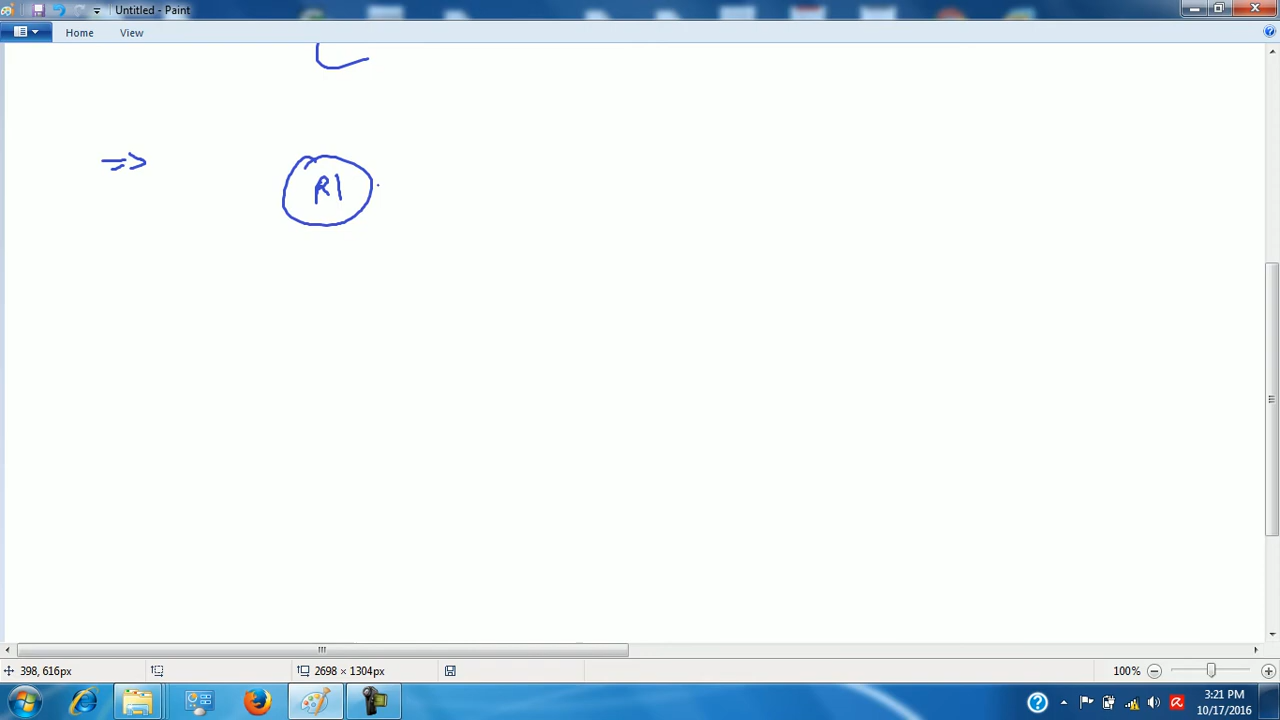 Untitled - Paint
Home View
=>
R1
398, 616px
2698 × 1304px
100%
3:21 PM
10/17/2016